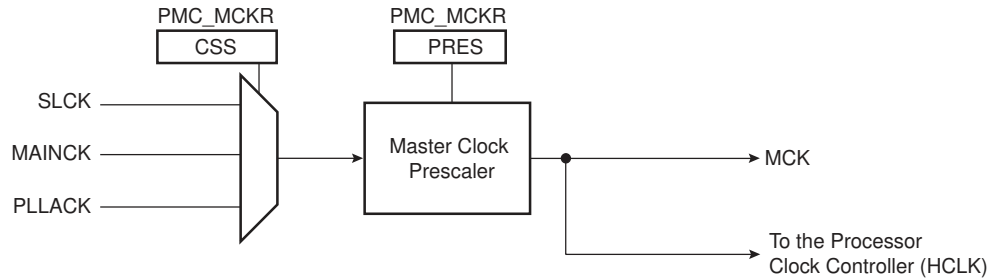 PMC_MCKR
CSS
PMC_MCKR
PRES
SLCK
MAINCK
PLLACK
Master Clock
Prescaler
MCK
To the Processor
Clock Controller (HCLK)